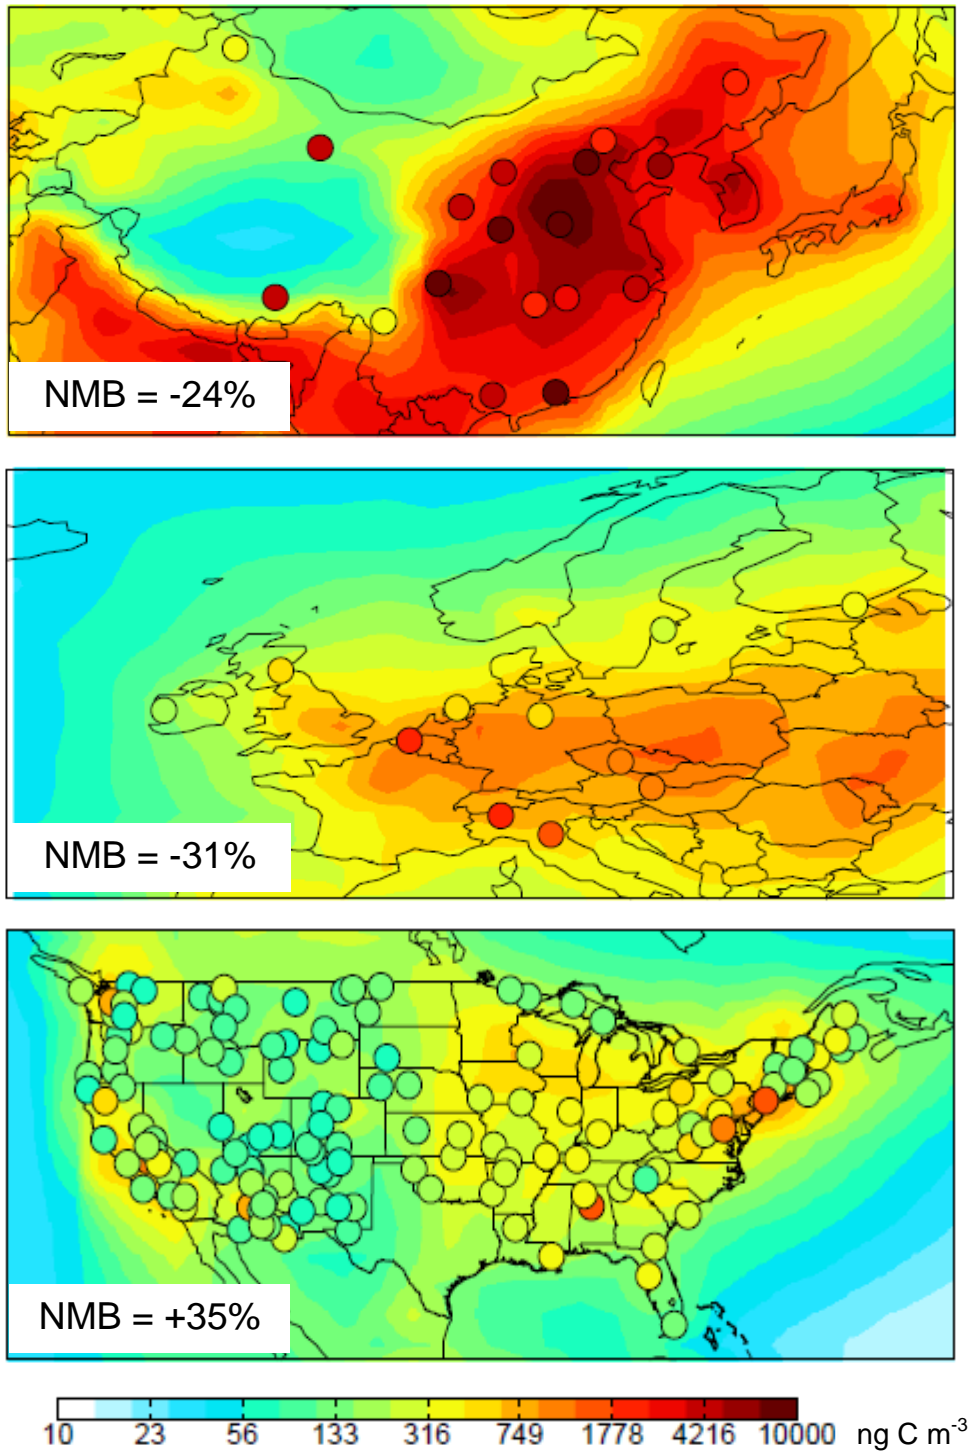 NMB = -24%
NMB = -31%
NMB = +35%
10 23 56 133 316 749 1778 4216 10000 ng C m-3